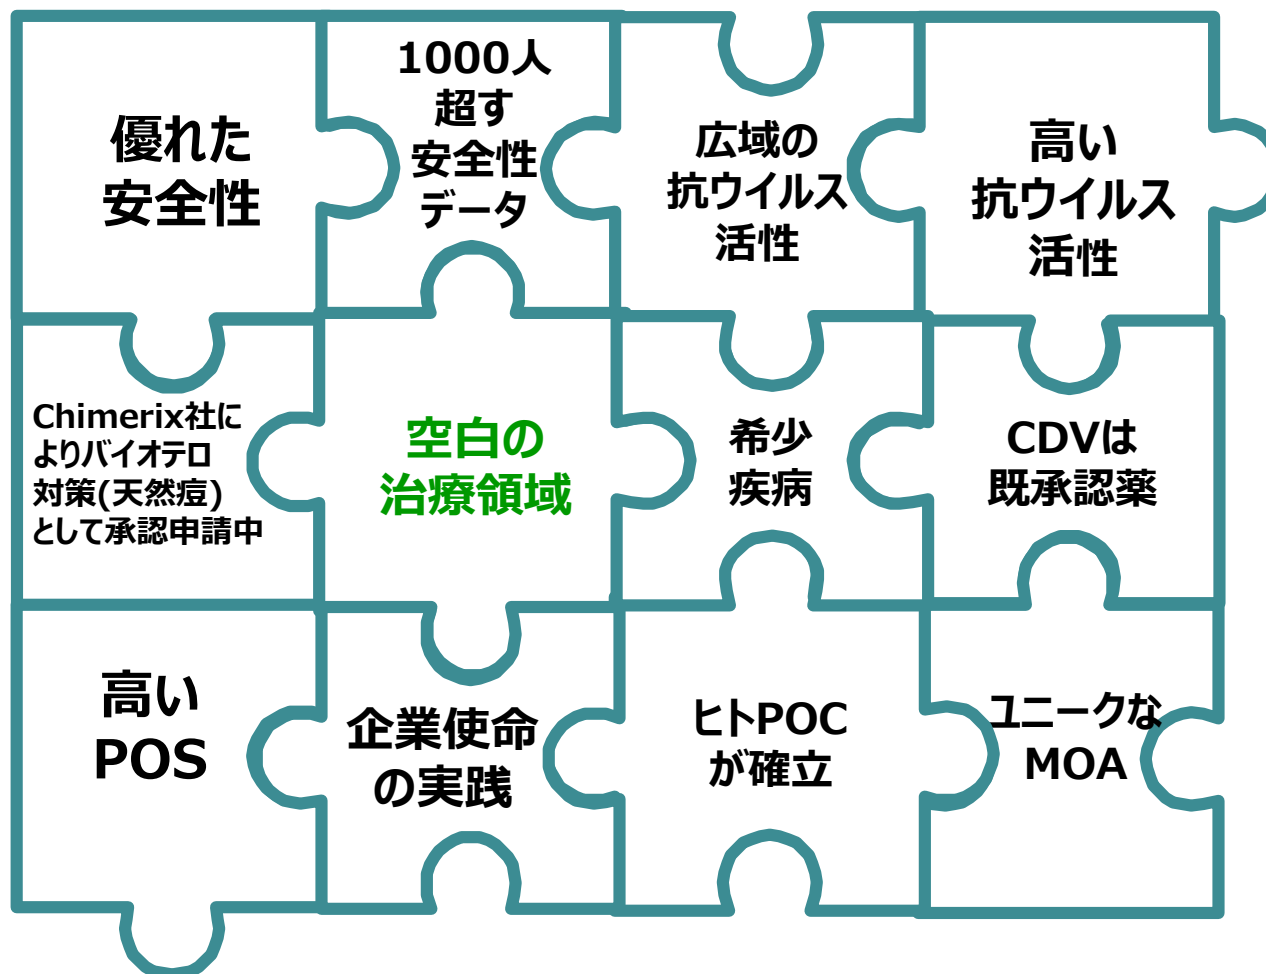 優れた
安全性
1000人
超す
安全性
データ
広域の
抗ウイルス
活性
高い
抗ウイルス
活性
Chimerix社に
よりバイオテロ
対策(天然痘)
として承認申請中
空白の
治療領域
希少
疾病
CDVは
既承認薬
高い
POS
企業使命
の実践
ヒトPOC
が確立
ユニークな
MOA